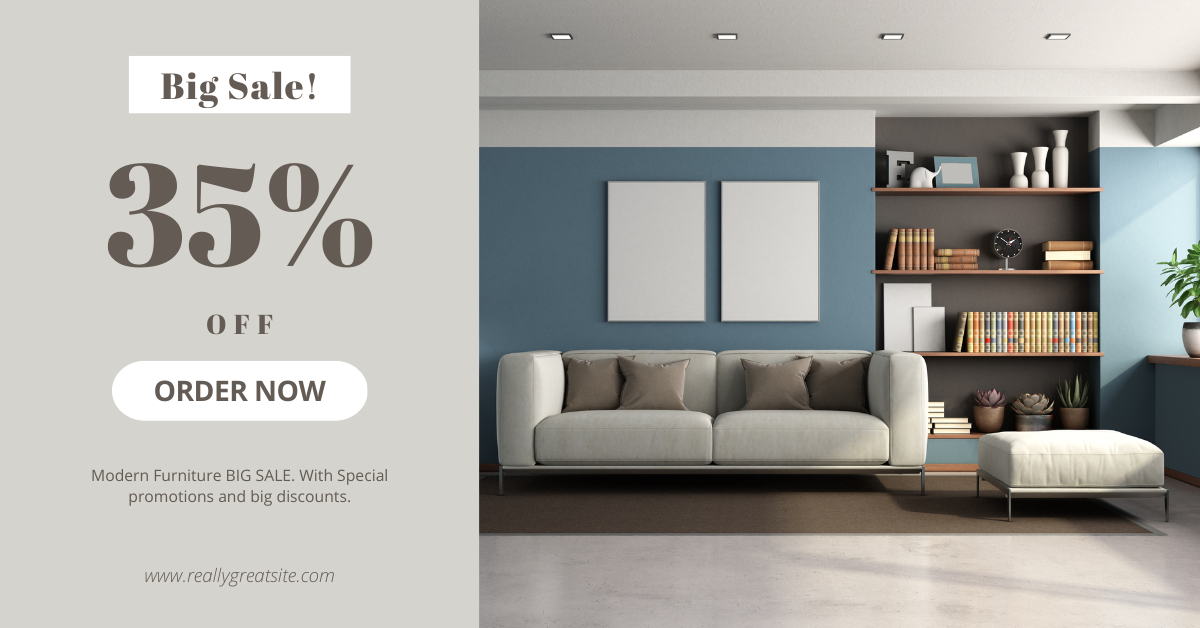 Big Sale!
35%
OFF
ORDER NOW
Modern Furniture BIG SALE. With Special
promotions and big discounts.
www.reallygreatsite.com
E